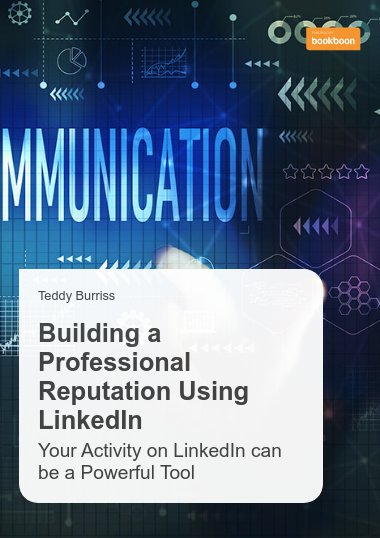 bookboon
MMUNICATION
Teddy Burriss
Building a
Professional
Reputation Using
LinkedIn
Your Activity on LinkedIn can
be a Powerful Tool